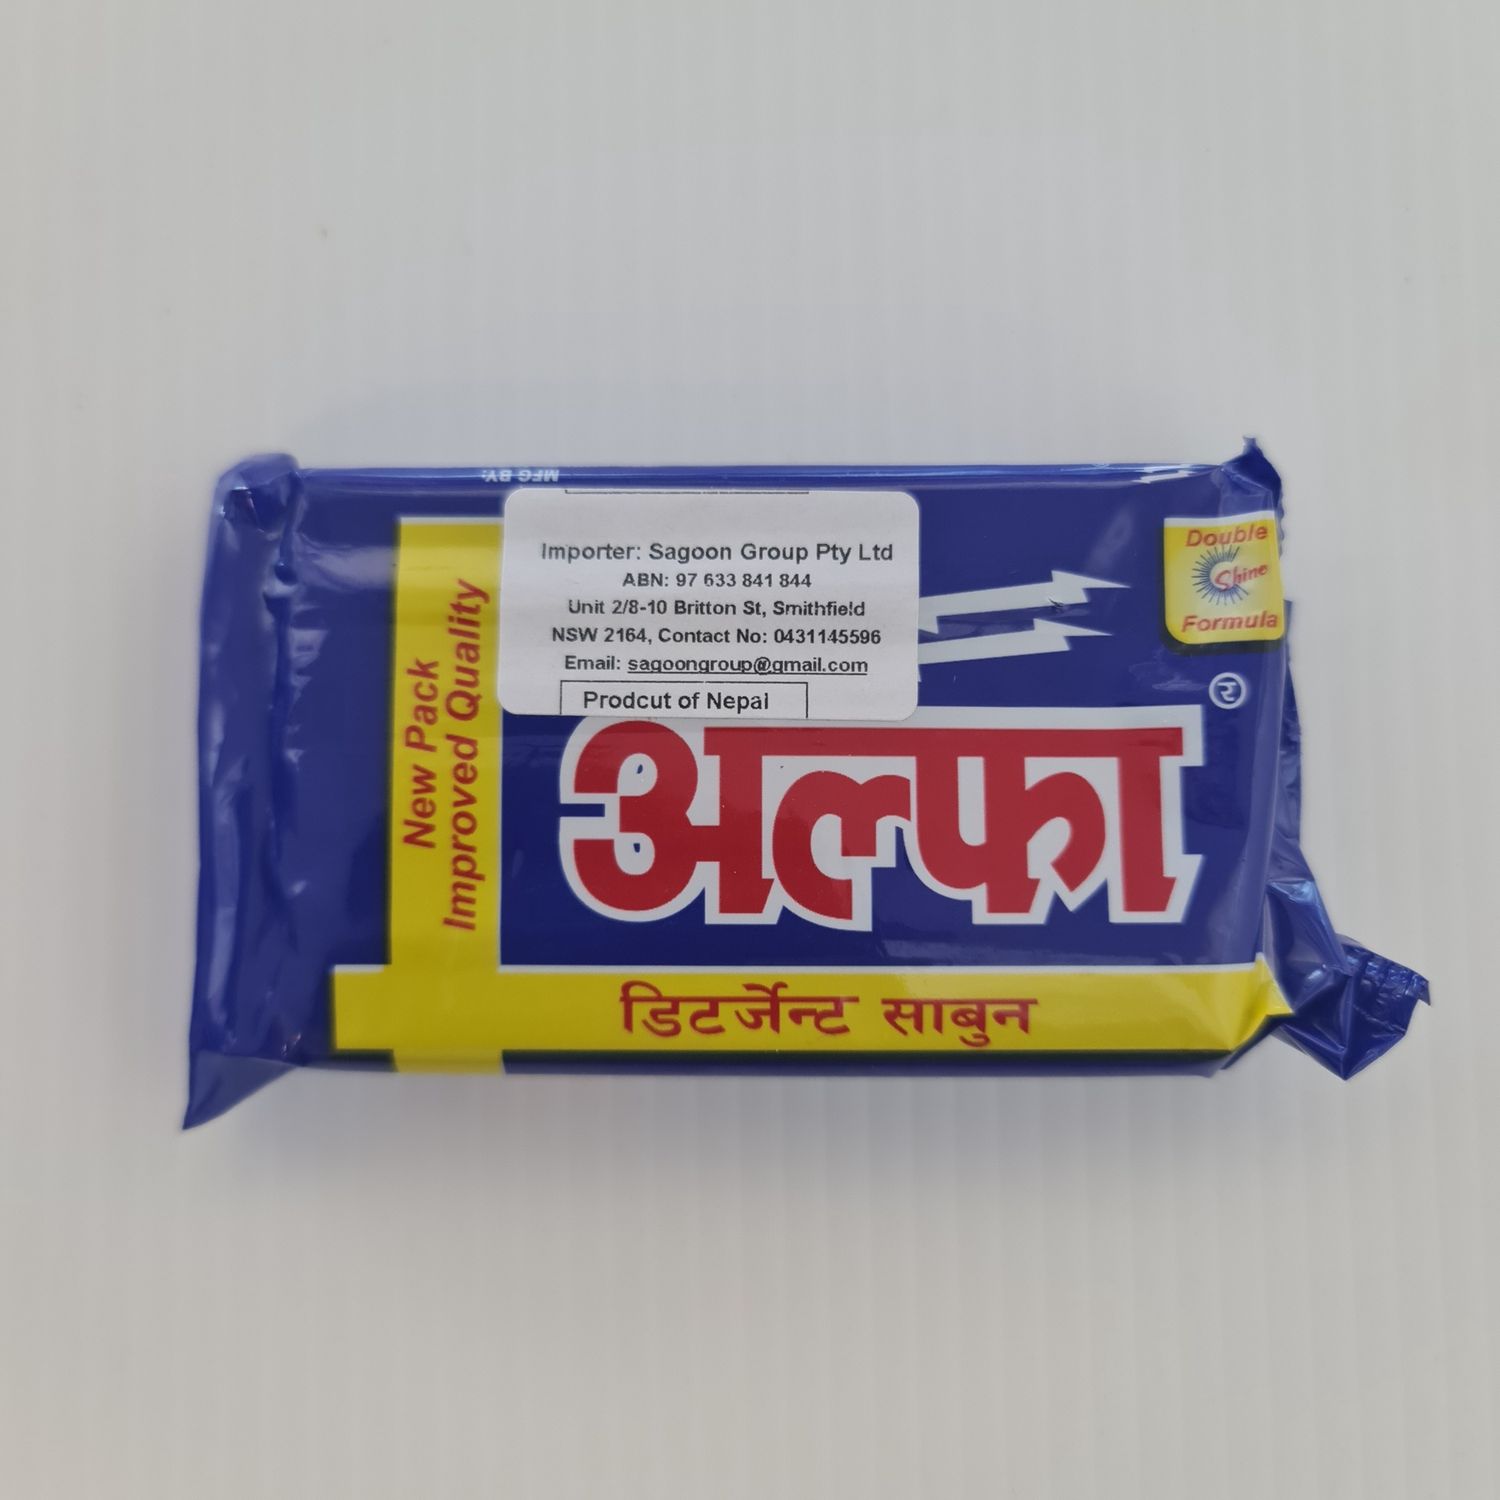 MFG BY:
Importer: Sagoon Group Pty Ltd
ABN: 97 633 841 844
Unit 2/8-10 Britton St, Smithfield
NSW 2164, Contact No: 0431145596
Email: sagoongroup@gmail.com
Prodcut of Nepal
Double
Shine
Formula
New Pack
Improved Quality
र
अल्फा
डिटर्जेन्ट साबुन